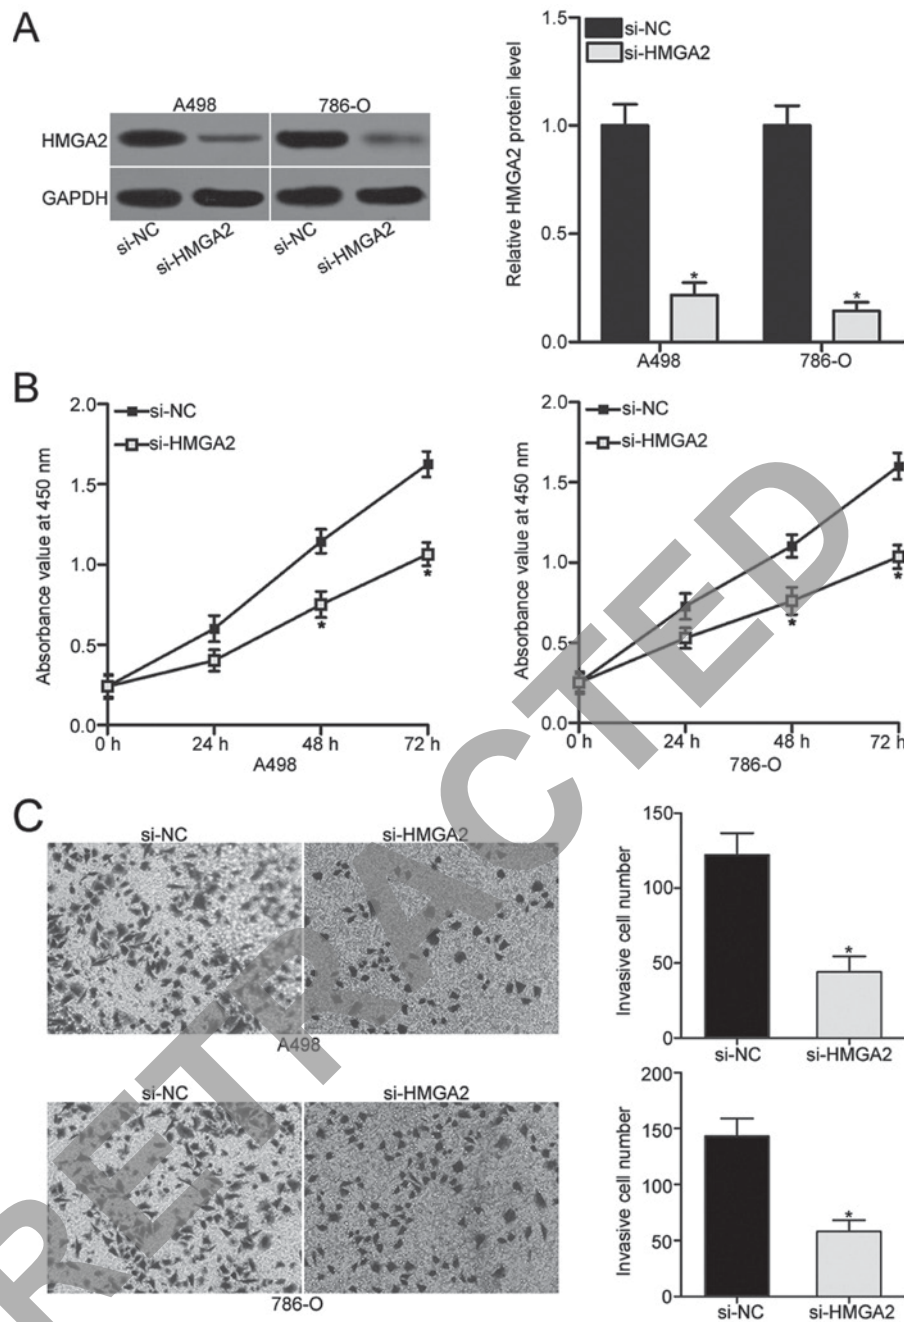 A
A498 786-O
HMGA2
GAPDH
si-NC si-HMGA2 si-NC si-HMGA2
Relative HMGA2 protein level
1.5
1.0
0.5
0.0
si-NC
si-HMGA2
* *
A498 786-O
B
Absorbance value at 450 nm
2.0
1.5
1.0
0.5
0.0
si-NC
si-HMGA2
* *
0 h 24 h 48 h 72 h
A498
Absorbance value at 450 nm
2.0
1.5
1.0
0.5
0.0
si-NC
si-HMGA2
* *
0 h 24 h 48 h 72 h
786-O
C
si-NC si-HMGA2
A498
Invasive cell number
150
100
50
0
*
si-NC si-HMGA2
si-NC si-HMGA2
786-O
Invasive cell number
200
150
100
50
0
*
si-NC si-HMGA2
RETRACTED